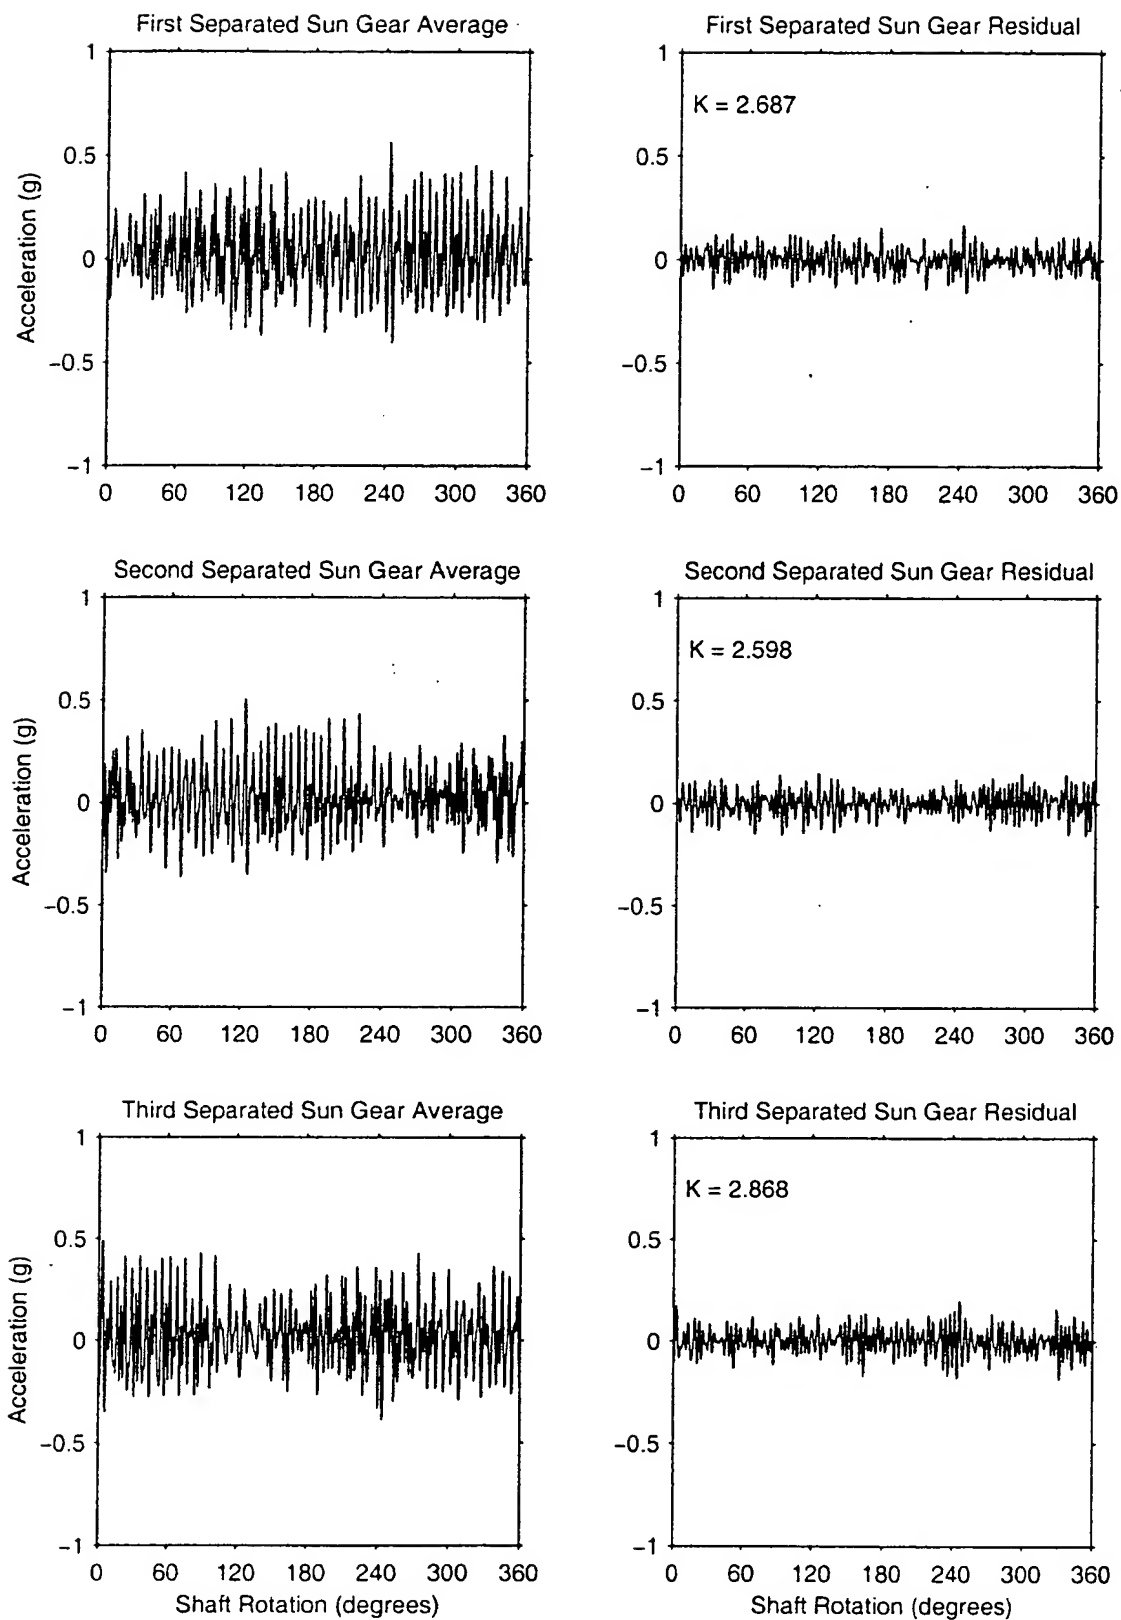 First Separated Sun Gear Average
First Separated Sun Gear Residual
1
0.5
0
−0.5
−1
Acceleration (g)
0 60 120 180 240 300 360
1
0.5
0
−0.5
−1
K = 2.687
0 60 120 180 240 300 360
Second Separated Sun Gear Average
Second Separated Sun Gear Residual
1
0.5
0
−0.5
−1
Acceleration (g)
0 60 120 180 240 300 360
1
0.5
0
−0.5
−1
K = 2.598
0 60 120 180 240 300 360
Third Separated Sun Gear Average
Third Separated Sun Gear Residual
1
0.5
0
−0.5
−1
Acceleration (g)
0 60 120 180 240 300 360
Shaft Rotation (degrees)
1
0.5
0
−0.5
−1
K = 2.868
0 60 120 180 240 300 360
Shaft Rotation (degrees)